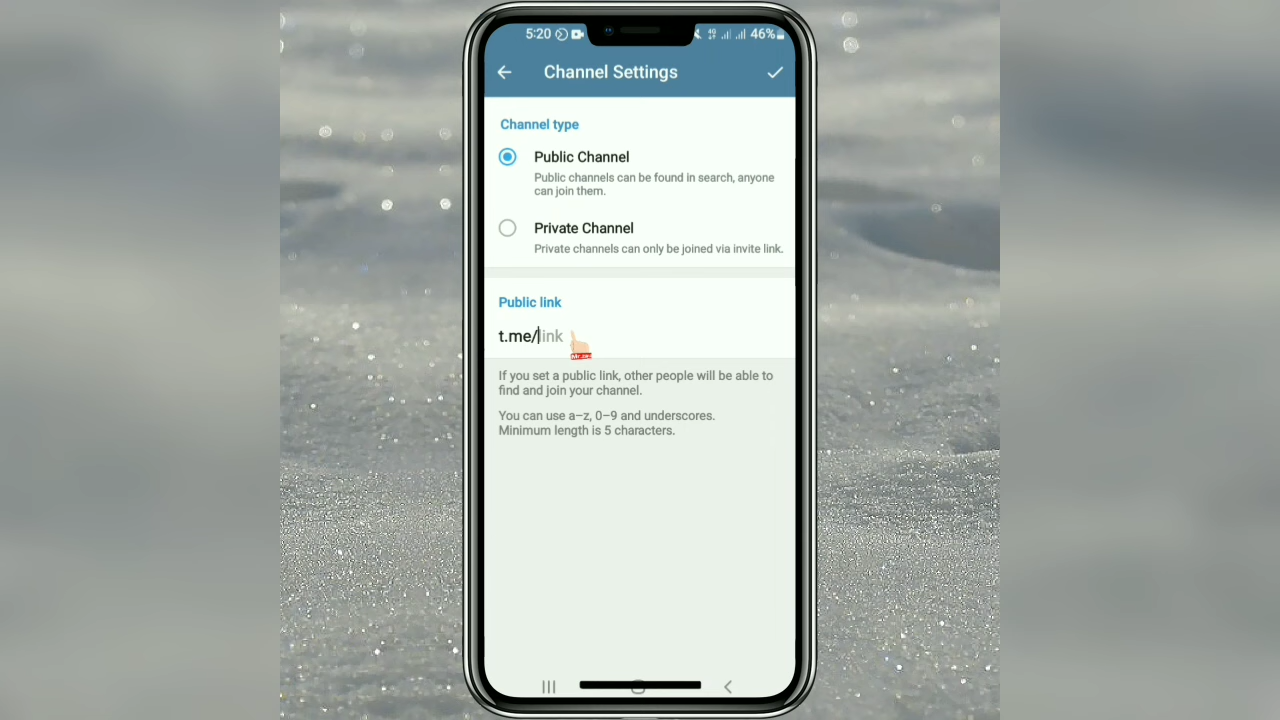 5:20 46%
Channel Settings
Channel type
Public Channel
Public channels can be found in search, anyone
can join them.
Private Channel
Private channels can only be joined via invite link.
Public link
t.me/link
If you set a public link, other people will be able to
find and join your channel.
You can use a–z, 0–9 and underscores.
Minimum length is 5 characters.